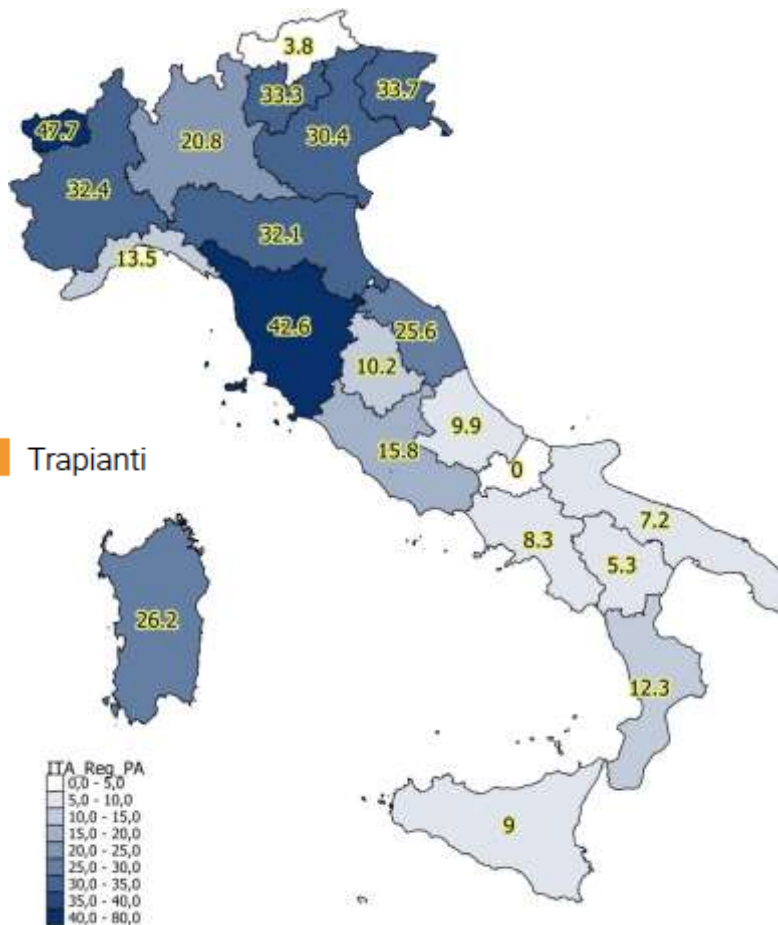 3.8
33.3
33.7
47.7
20.8
30.4
32.4
32.1
13.5
42.6
25.6
10.2
9.9
15.8
0
Trapianti
7.2
8.3
5.3
26.2
12.3
9
ITA_Reg_PA
0,0 - 5,0
5,0 - 10,0
10,0 - 15,0
15,0 - 20,0
20,0 - 25,0
25,0 - 30,0
30,0 - 35,0
35,0 - 40,0
40,0 - 80,0